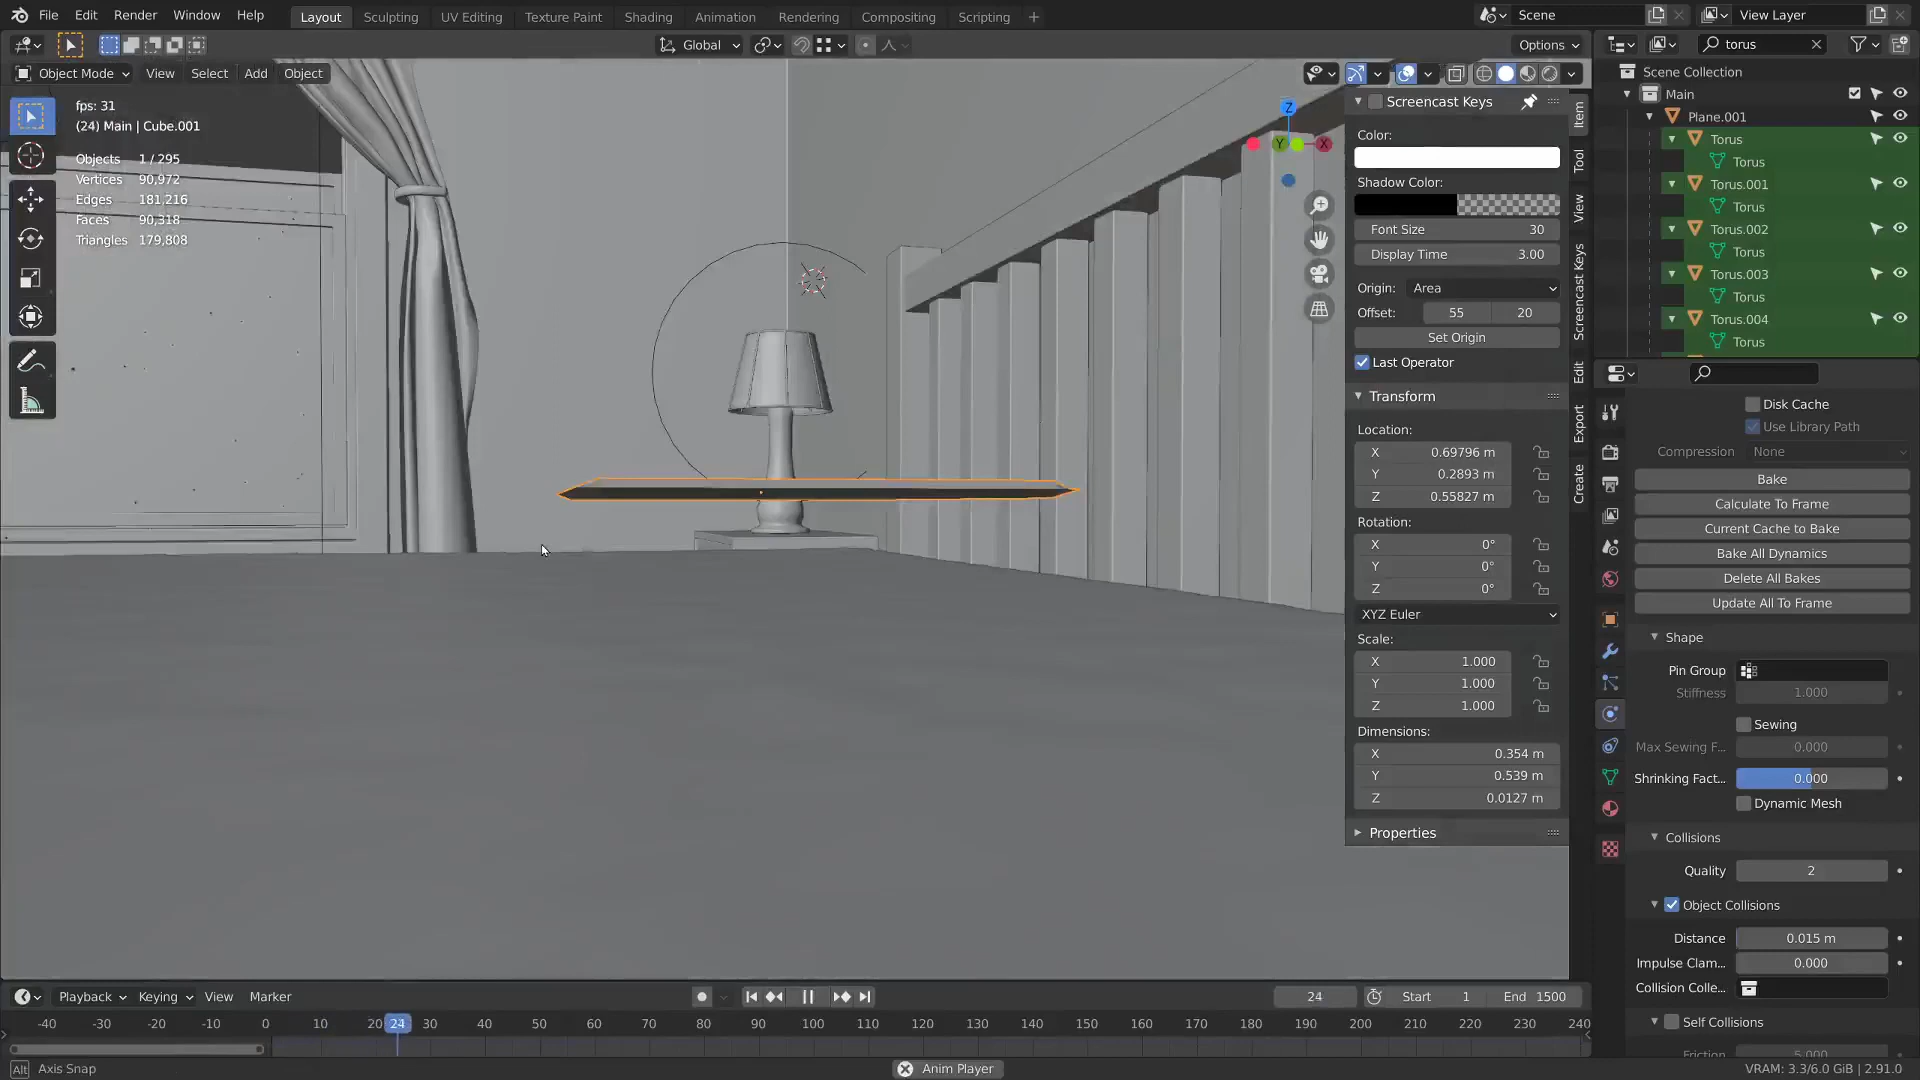 File Edit Render Window Help Layout Sculpting UV Editing Texture Paint Shading Animation Rendering Compositing Scripting + Scene View Layer
Global Options torus
Object Mode View Select Add Object
Scene Collection
Main
Plane.001
Torus
Torus
Torus.001
Torus
Torus.002
Torus
Torus.003
Torus
Torus.004
Torus
fps: 31
(24) Main | Cube.001
Objects 1 / 295
Vertices 90,972
Edges 181,216
Faces 90,318
Triangles 179,808
Z
Y
X
Screencast Keys
Color:
Shadow Color:
Font Size 30
Display Time 3.00
Origin: Area
Offset: 55 20
Set Origin
Last Operator
Transform
Location:
X 0.69796 m
Y 0.2893 m
Z 0.55827 m
Rotation:
X 0°
Y 0°
Z 0°
XYZ Euler
Scale:
X 1.000
Y 1.000
Z 1.000
Dimensions:
X 0.354 m
Y 0.539 m
Z 0.0127 m
Properties
Item
Tool
View
Screencast Keys
Edit
Export
Create
Disk Cache
Use Library Path
Compression None
Bake
Calculate To Frame
Current Cache to Bake
Bake All Dynamics
Delete All Bakes
Update All To Frame
Shape
Pin Group
Stiffness 1.000
Sewing
Max Sewing F... 0.000
Shrinking Fact... 0.000
Dynamic Mesh
Collisions
Quality 2
Object Collisions
Distance 0.015 m
Impulse Clam... 0.000
Collision Colle...
Self Collisions
Friction 5.000
Playback Keying View Marker 24 Start 1 End 1500
-40 -30 -20 -10 0 10 20 24 30 40 50 60 70 80 90 100 110 120 130 140 150 160 170 180 190 200 210 220 230 240
Alt Axis Snap Anim Player VRAM: 3.3/6.0 GiB | 2.91.0